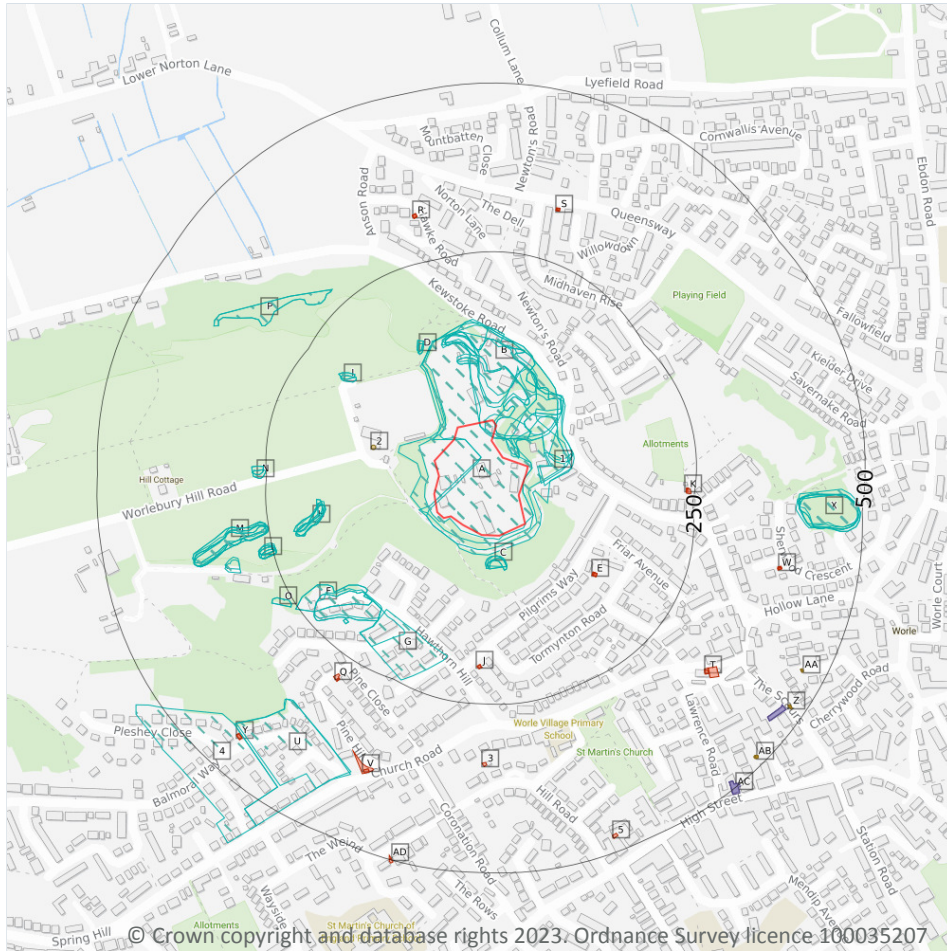 Collum Lane
Lower Norton Lane
Lyefield Road
Cornwallis Avenue
Mountbatten
Close
Newton's Road
Ebdon Road
Anson Road
Norton Lane
The Dell
Queensway
R
S
Willowdown
Midhaven Rise
Playing Field
Fallowfield
Kewstoke Road
Newton's Road
Kielder Drive
Savernake Road
P
D
B
I
2
A
1
Allotments
K
250
500
X
N
Hill Cottage
Worlebury Hill Road
M
C
E
Friar Avenue
W
Crescent
Pilgrims Way
Hollow Lane
Worle Court
Worle
O
F
G
Hawthorn Hill
Tormynton Road
J
Q
Pine Close
T
AA
The Scaurs
Cherrywood Road
Z
Lawrence Road
Worle Village Primary
School
St Martin's Church
Pleshey Close
Y
U
4
Pine Hill
V
Church Road
3
AB
AC
High Street
Balmoral Way
Hill Road
5
Coronation Road
The Weind
AD
Station Road
The Rows
Mendip Avenue
Wayside
Allotments
St Martin's Church of
Spring Hill
© Crown copyright and database rights 2023. Ordnance Survey licence 100035207.